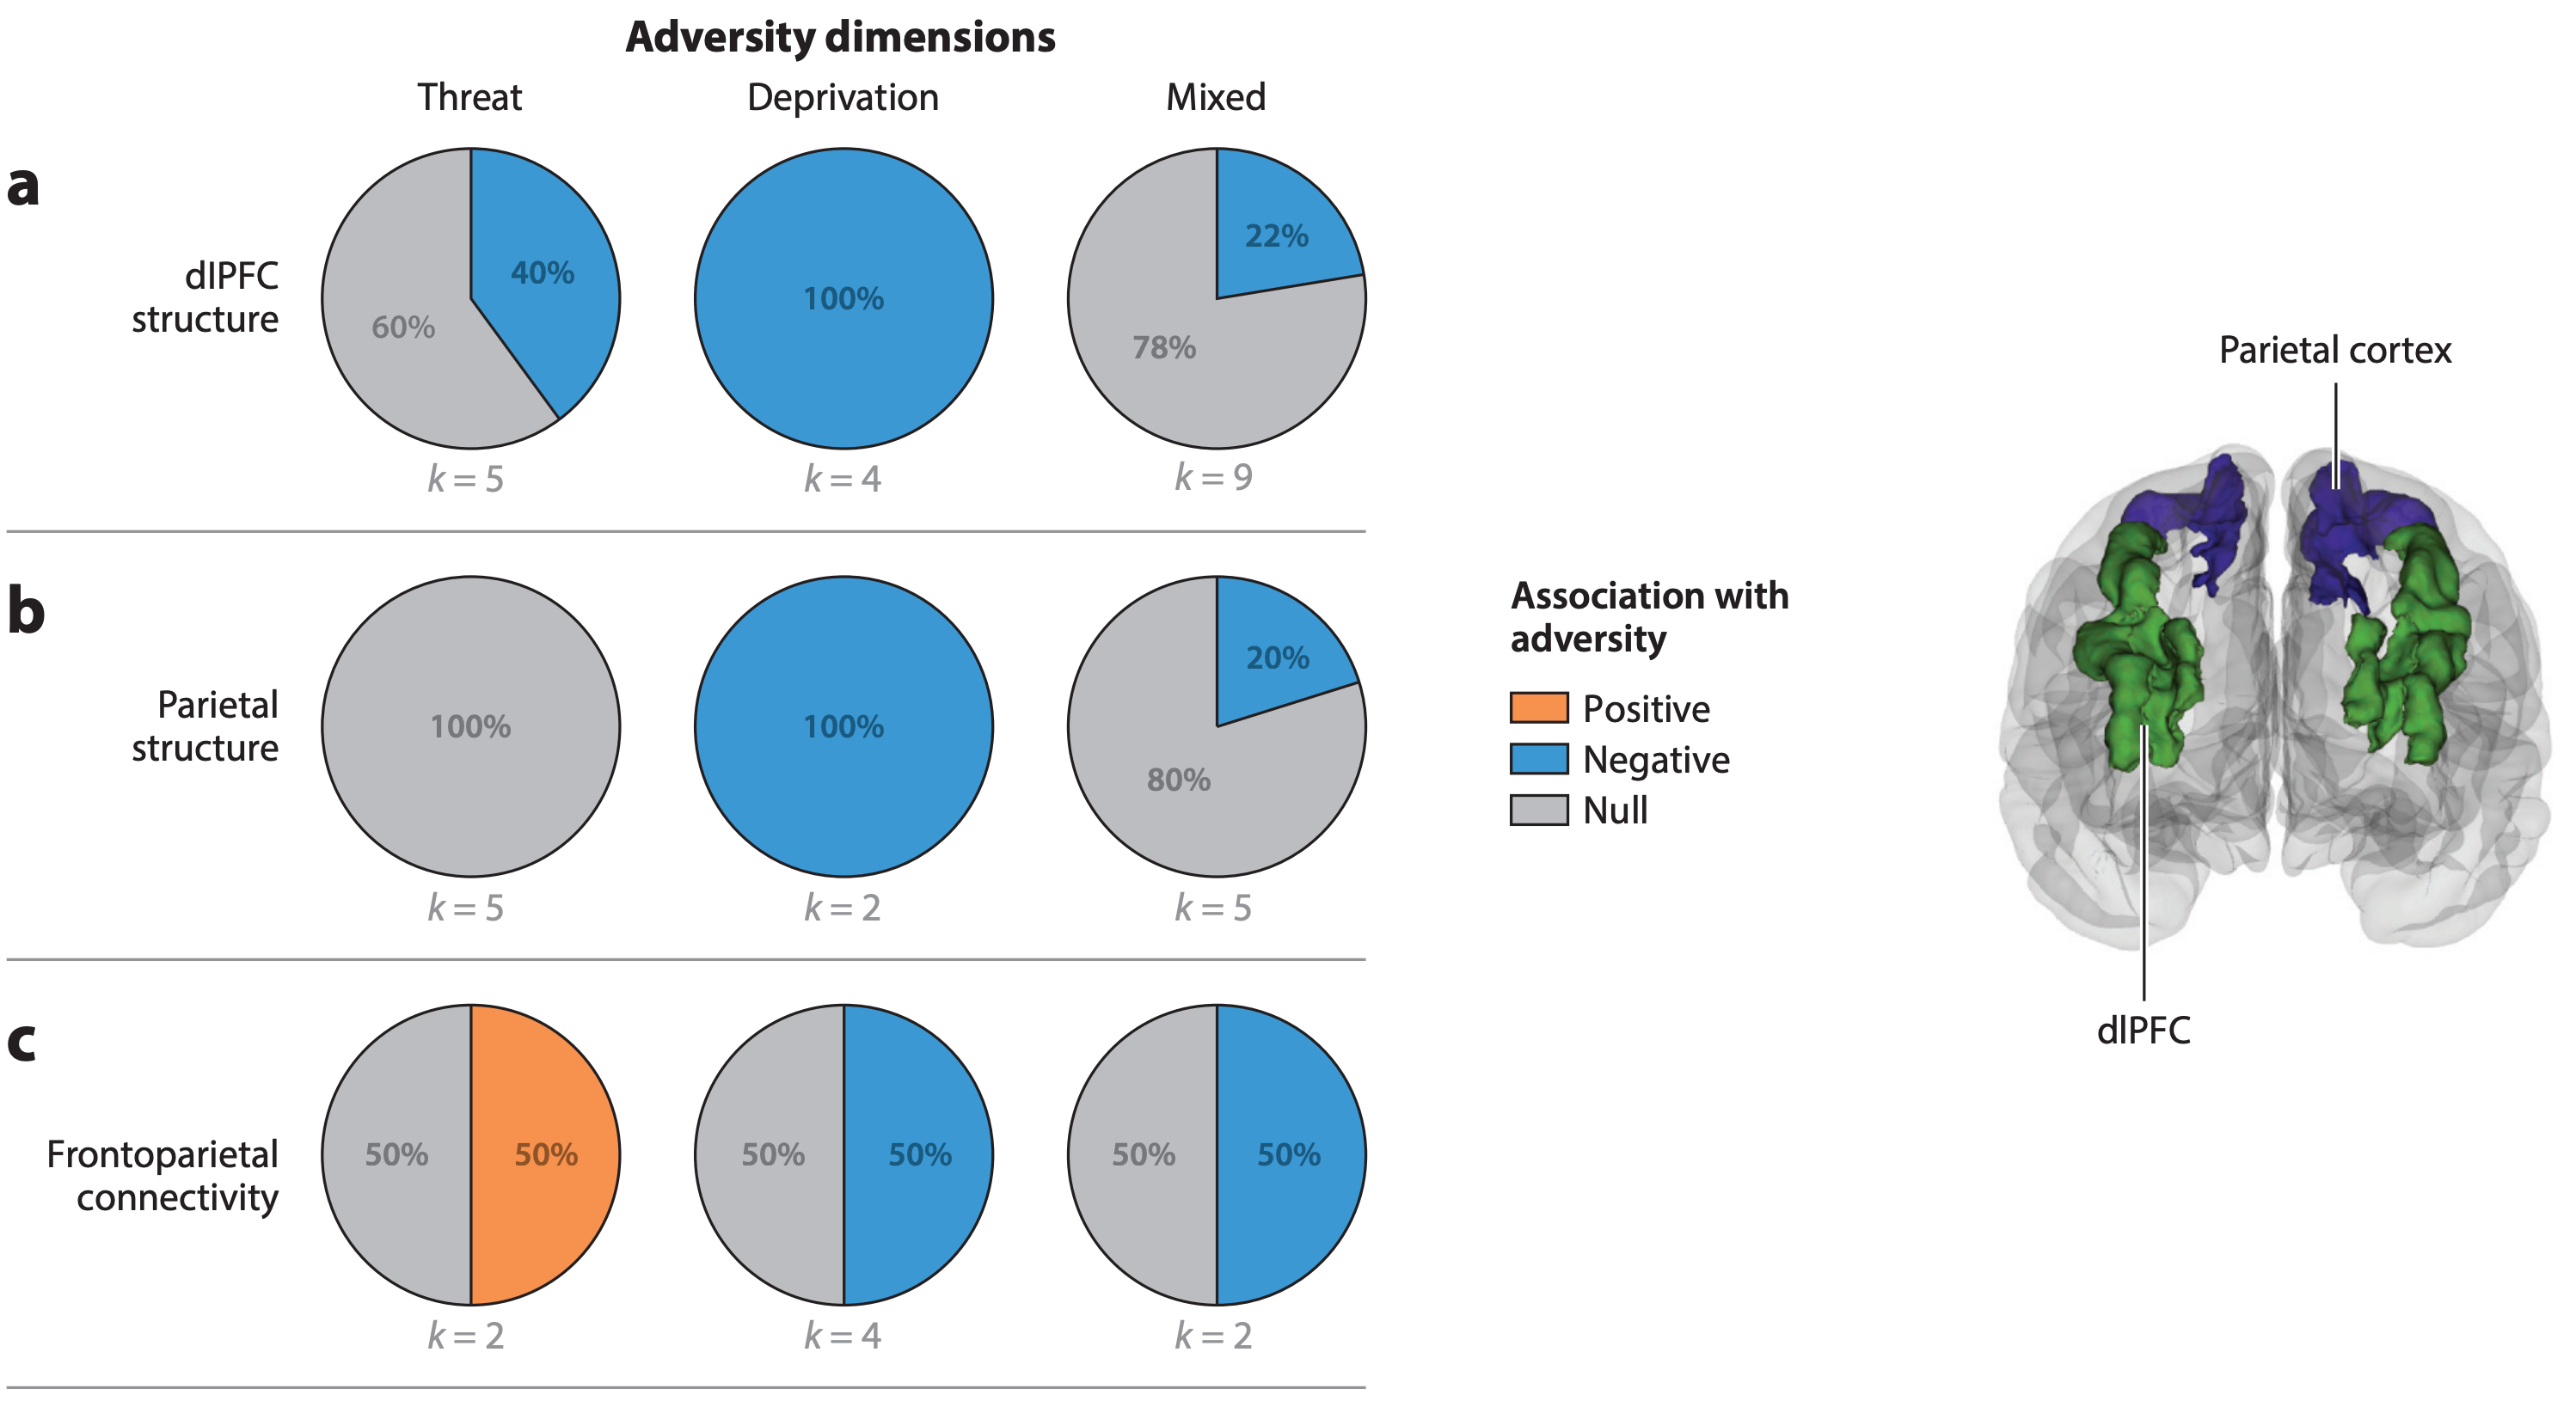 Adversity dimensions
Threat Deprivation Mixed
a
dlPFC
structure
40%
60%
100%
22%
78%
k = 5
k = 4
k = 9
b
Parietal
structure
100%
100%
20%
80%
k = 5
k = 2
k = 5
c
Frontoparietal
connectivity
50% 50%
50% 50%
50% 50%
k = 2
k = 4
k = 2
Association with
adversity
Positive
Negative
Null
Parietal cortex
dlPFC